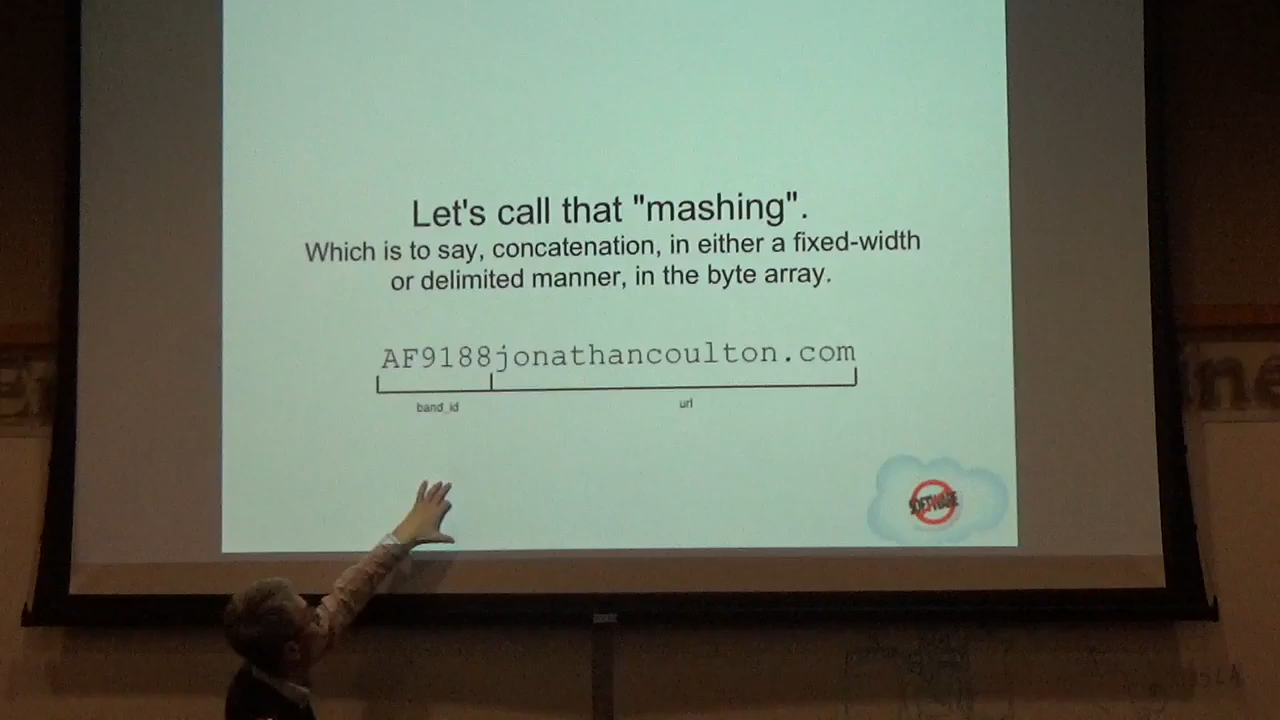 Let's call that "mashing".
Which is to say, concatenation, in either a fixed-width
or delimited manner, in the byte array.
AF9188jonathancoulton.com
band_id
url
SOFTWARE